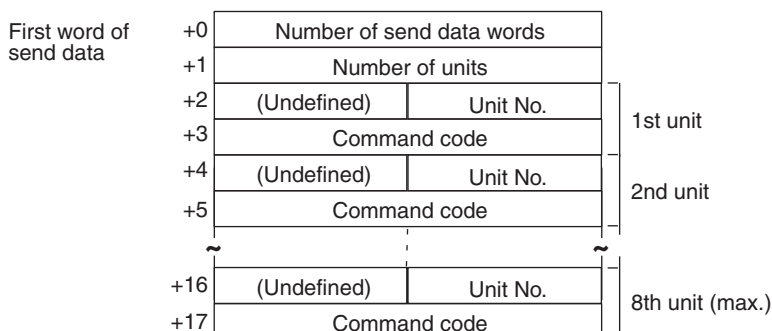 First word of
send data
+0 Number of send data words
+1 Number of units
+2 (Undefined) Unit No.
1st unit
+3 Command code
+4 (Undefined) Unit No.
2nd unit
+5 Command code
~ ~
+16 (Undefined) Unit No.
8th unit (max.)
+17 Command code